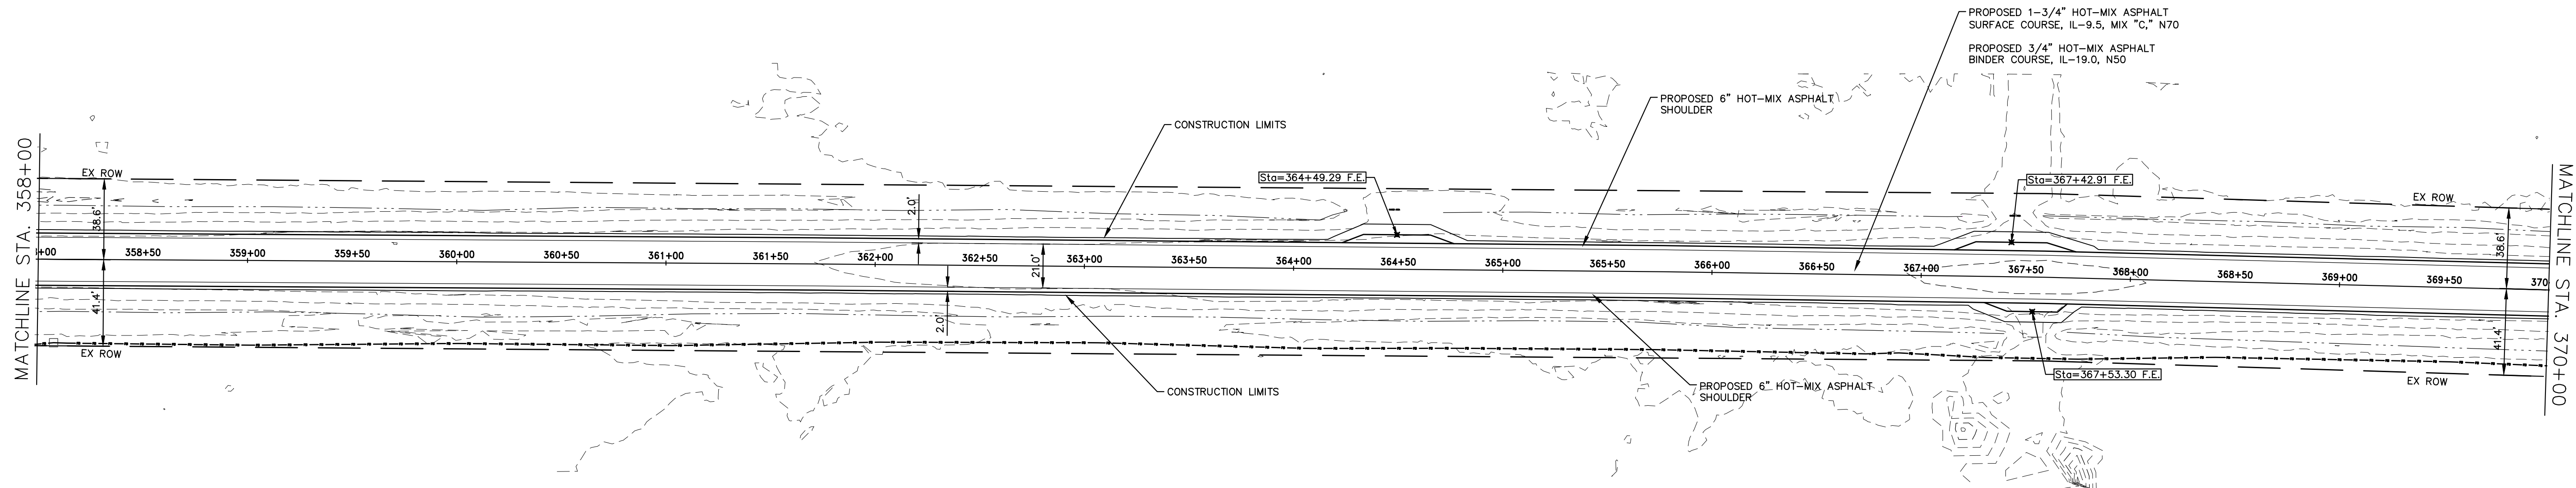 PROPOSED 1-3/4" HOT-MIX ASPHALT
SURFACE COURSE, IL-9.5, MIX "C," N70
PROPOSED 3/4" HOT-MIX ASPHALT
BINDER COURSE, IL-19.0, N50
PROPOSED 6" HOT-MIX ASPHALT
SHOULDER
CONSTRUCTION LIMITS
MATCHLINE STA. 358+00
EX ROW
Sta=364+49.29 F.E.
Sta=367+42.91 F.E.
EX ROW
MATCHLINE STA. 370+00
38.6'
2.0'
38.6'
+00
358+50
359+00
359+50
360+00
360+50
361+00
361+50
362+00
362+50
363+00
363+50
364+00
364+50
365+00
365+50
366+00
366+50
367+00
367+50
368+00
368+50
369+00
369+50
370
21.0'
41.4'
2.0'
41.4'
EX ROW
Sta=367+53.30 F.E.
EX ROW
CONSTRUCTION LIMITS
PROPOSED 6" HOT-MIX ASPHALT
SHOULDER